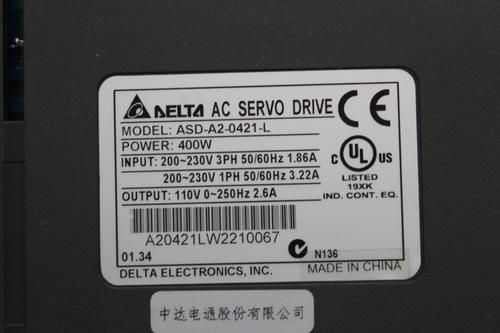 DELTA AC SERVO DRIVE
MODEL: ASD-A2-0421-L
POWER: 400W
INPUT: 200~230V 3PH 50/60Hz 1.86A
200~230V 1PH 50/60Hz 3.22A
OUTPUT: 110V 0~250Hz 2.6A
A20421LW2210067
01.34
DELTA ELECTRONICS, INC.
CE
C UL US
LISTED
19XK
IND. CONT. EQ.
N136
MADE IN CHINA
中达电通股份有限公司